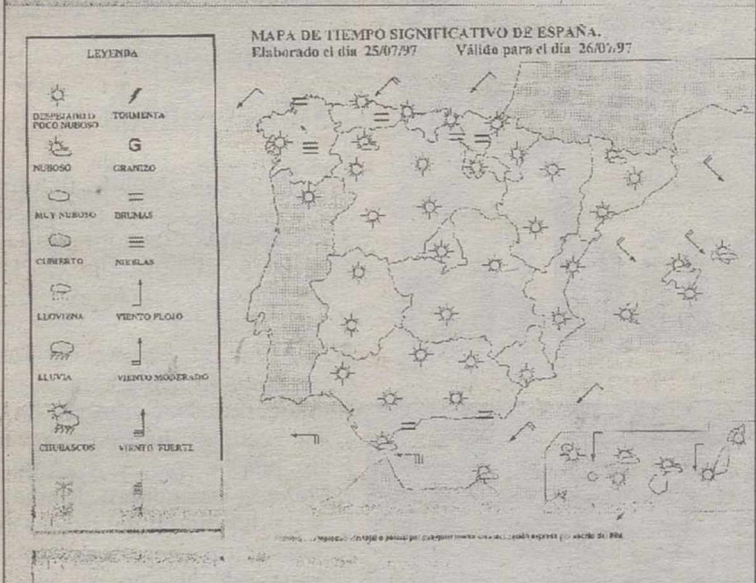 MAPA DE TIEMPO SIGNIFICATIVO DE ESPAÑA.
Elaborado el día 25/07/97 Válido para el día 26/07/97
LEYENDA
DESPEJADO O
POCO NUBOSO
TORMENTA
NUBOSO
G
GRANIZO
MUY NUBOSO
BRUMAS
CUBIERTO
NIEBLAS
LLOVIZNA
VIENTO FLOJO
LLUVIA
VIENTO MODERADO
CHUBASCOS
VIENTO FUERTE